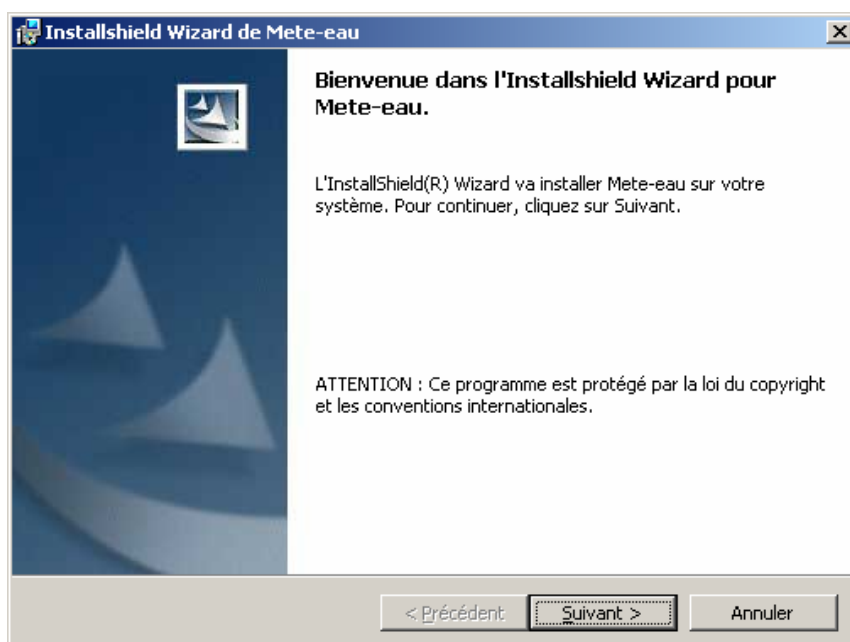 Installshield Wizard de Mete-eau
Bienvenue dans l'Installshield Wizard pour
Mete-eau.
L'InstallShield(R) Wizard va installer Mete-eau sur votre
système. Pour continuer, cliquez sur Suivant.
ATTENTION : Ce programme est protégé par la loi du copyright
et les conventions internationales.
< Précédent Suivant > Annuler